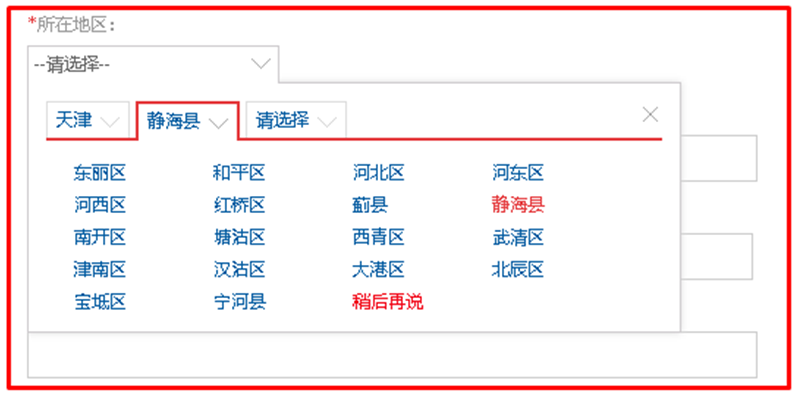 *所在地区：
--请选择--
天津 静海县 请选择
东丽区 和平区 河北区 河东区
河西区 红桥区 蓟县 静海县
南开区 塘沽区 西青区 武清区
津南区 汉沽区 大港区 北辰区
宝坻区 宁河县 稍后再说